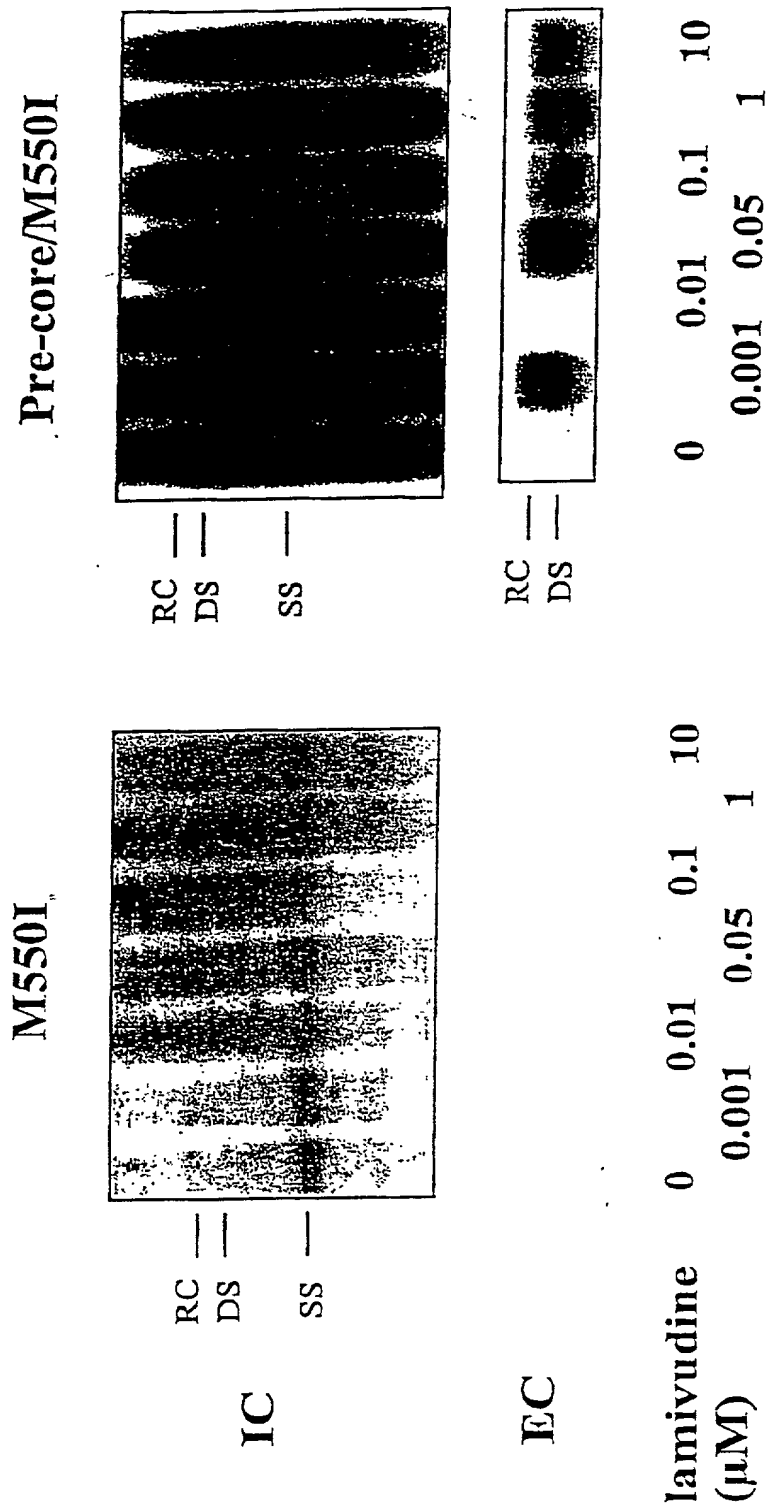 M550I
Pre-core/M550I
IC
RC
DS
SS
RC
DS
SS
EC
RC
DS
lamivudine
(μM)
0 0.001 0.01 0.05 0.1 1 10
0 0.001 0.01 0.05 0.1 1 10